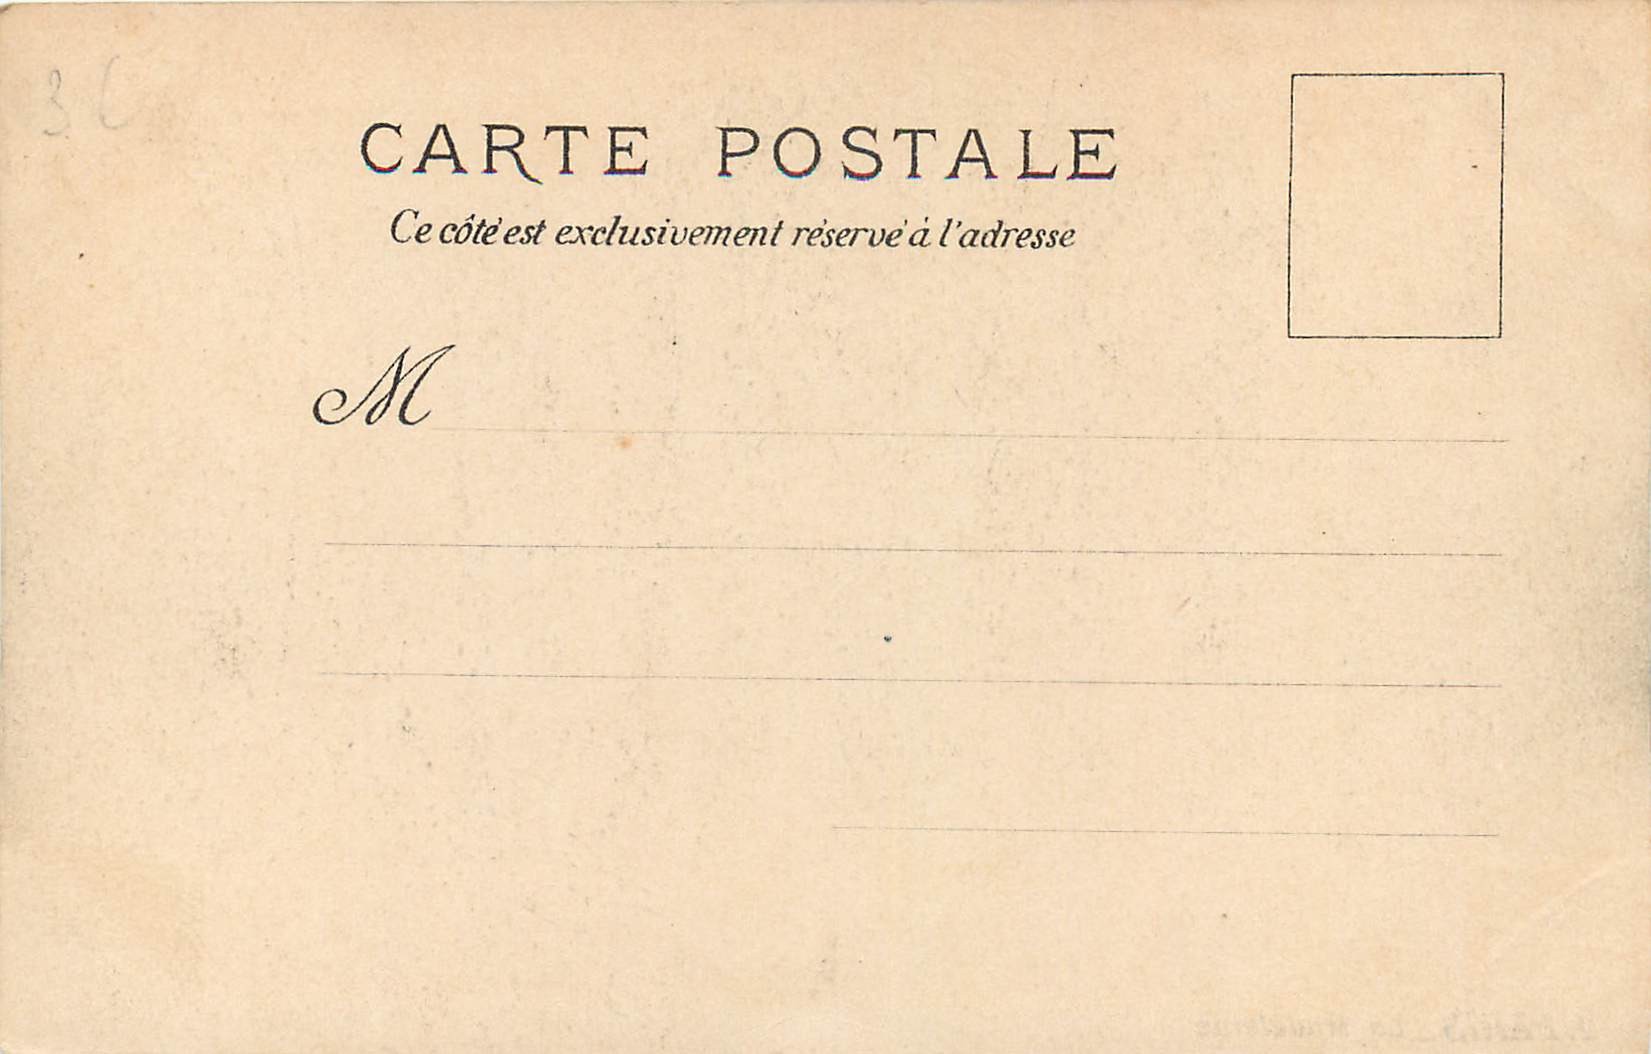 3
CARTE POSTALE
Ce côté est exclusivement réservé à l'adresse
M